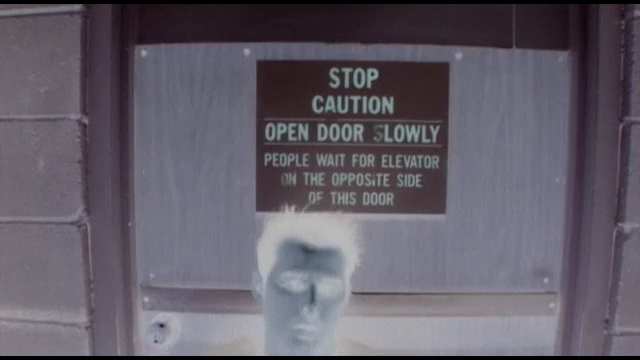 STOP
CAUTION
OPEN DOOR SLOWLY
PEOPLE WAIT FOR ELEVATOR
ON THE OPPOSITE SIDE
OF THIS DOOR